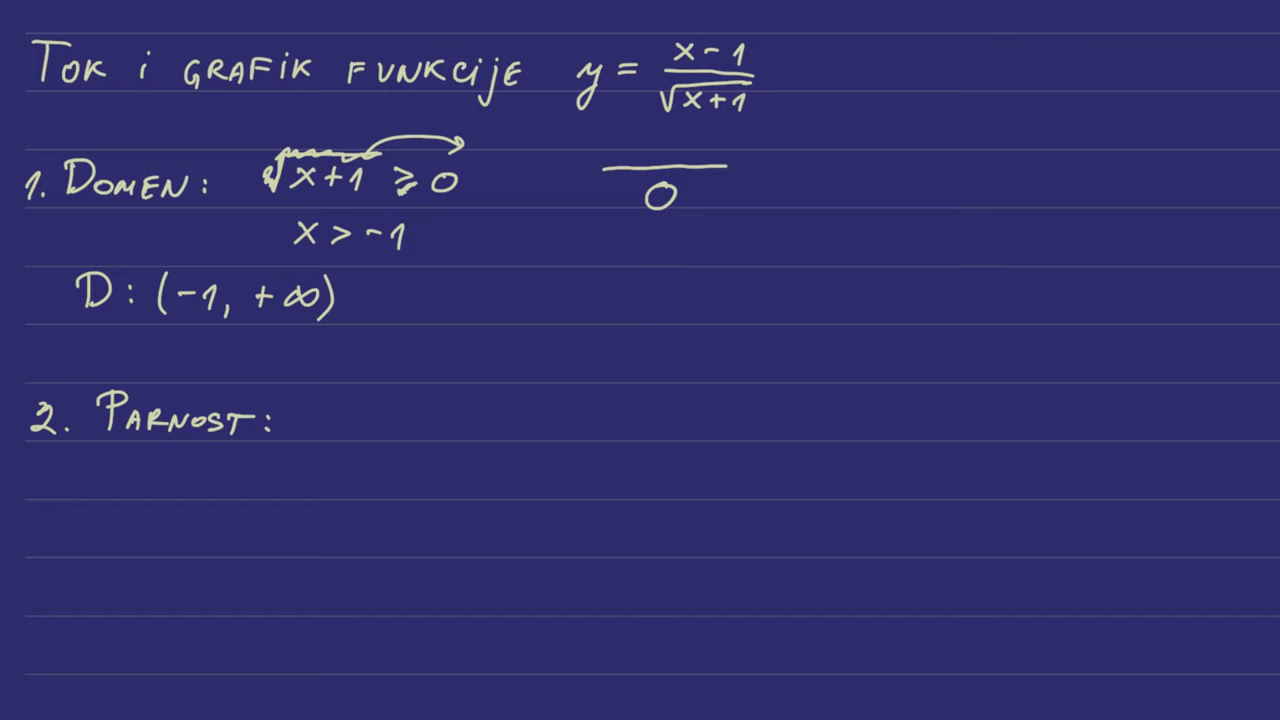 Tok i GRAFiK FUNKCiJE y = x-1 / √x+1
1. DOMEN: √x+1 ⩾ 0
0
x > -1
D: (-1, +∞)
2. PARNOST: